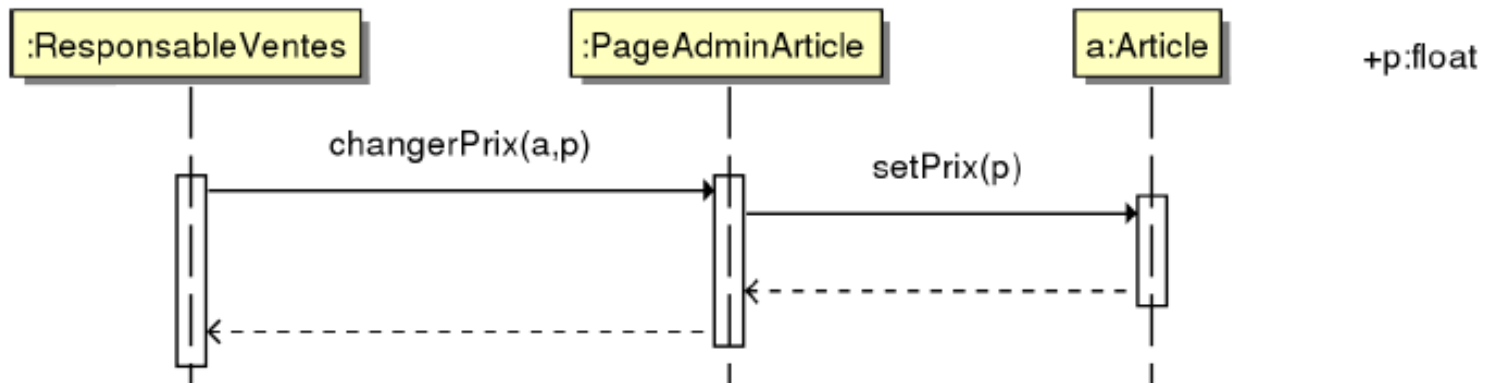 :ResponsableVentes
:PageAdminArticle
a:Article
+p:float
changerPrix(a,p)
setPrix(p)